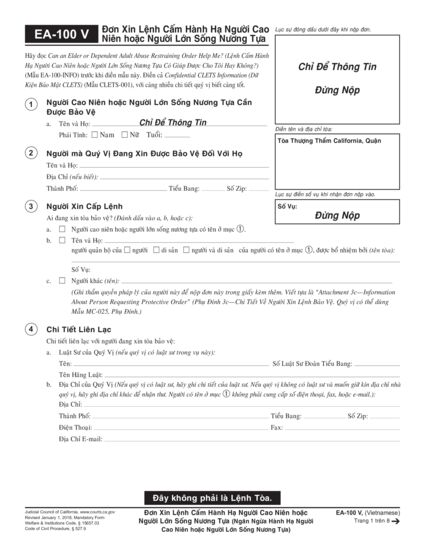 EA-100 V
Đơn Xin Lệnh Cấm Hành Hạ Người Cao
Niên hoặc Người Lớn Sống Nương Tựa
Lục sự đóng dấu dưới đây khi nộp đơn.
Hãy đọc Can an Elder or Dependent Adult Abuse Restraining Order Help Me? (Lệnh Cấm Hành
Hạ Người Cao Niên hoặc Người Lớn Sống Nương Tựa Có Giúp Được Cho Tôi Hay Không?)
(Mẫu EA-100-INFO) trước khi điền mẫu này. Điền cả Confidential CLETS Information (Dữ
Kiện Bảo Mật CLETS) (Mẫu CLETS-001), với càng nhiều chi tiết quý vị biết càng tốt.
Chỉ Để Thông Tin
Đừng Nộp
1 Người Cao Niên hoặc Người Lớn Sống Nương Tựa Cần
Được Bảo Vệ
a. Tên và Họ: Chỉ Để Thông Tin
Phái Tính: Nam Nữ Tuổi:
Điền tên và địa chỉ tòa:
Tòa Thượng Thẩm California, Quận
2 Người mà Quý Vị Đang Xin Được Bảo Vệ Đối Với Họ
Tên và Họ:
Địa Chỉ (nếu biết):
Thành Phố: Tiểu Bang: Số Zip:
Lục sự điền số vụ khi nhận đơn nộp vào.
Số Vụ:
Đừng Nộp
3 Người Xin Cấp Lệnh
Ai đang xin tòa bảo vệ? (Đánh dấu vào a, b, hoặc c):
a. Người cao niên hoặc người lớn sống nương tựa có tên ở mục 1.
b. Tên và Họ:
người quản hộ của người di sản người và di sản của người có tên ở mục 1, được bổ nhiệm bởi (tên tòa):
Số Vụ:
c. Người khác (tên):
(Ghi thẩm quyền pháp lý của người này để nộp đơn này trong giấy kèm thêm. Viết tựa là "Attachment 3c—Information
About Person Requesting Protective Order" (Phụ Đính 3c—Chi Tiết Về Người Xin Lệnh Bảo Vệ. Quý vị có thể dùng
Mẫu MC-025, Phụ Đính.)
4 Chi Tiết Liên Lạc
Chi tiết liên lạc với người đang xin tòa bảo vệ:
a. Luật Sư của Quý Vị (nếu quý vị có luật sư trong vụ này):
Tên: Số Luật Sư Đoàn Tiểu Bang:
Tên Hãng Luật:
b. Địa Chỉ của Quý Vị (Nếu quý vị có luật sư, hãy ghi chi tiết của luật sư. Nếu quý vị không có luật sư và muốn giữ kín địa chỉ nhà
quý vị, hãy ghi địa chỉ khác để nhận thư. Người có tên ở mục 1 không phải cung cấp số điện thoại, fax, hoặc e-mail.):
Địa Chỉ:
Thành Phố: Tiểu Bang: Số Zip:
Điện Thoại: Fax:
Địa Chỉ E-mail:
Đây không phải là Lệnh Tòa.
Judicial Council of California, www.courts.ca.gov
Revised January 1, 2018, Mandatory Form
Welfare & Institutions Code, § 15657.03
Code of Civil Procedure, § 527.9
Đơn Xin Lệnh Cấm Hành Hạ Người Cao Niên hoặc
Người Lớn Sống Nương Tựa (Ngăn Ngừa Hành Hạ Người
Cao Niên hoặc Người Lớn Sống Nương Tựa)
EA-100 V, (Vietnamese)
Trang 1 trên 8